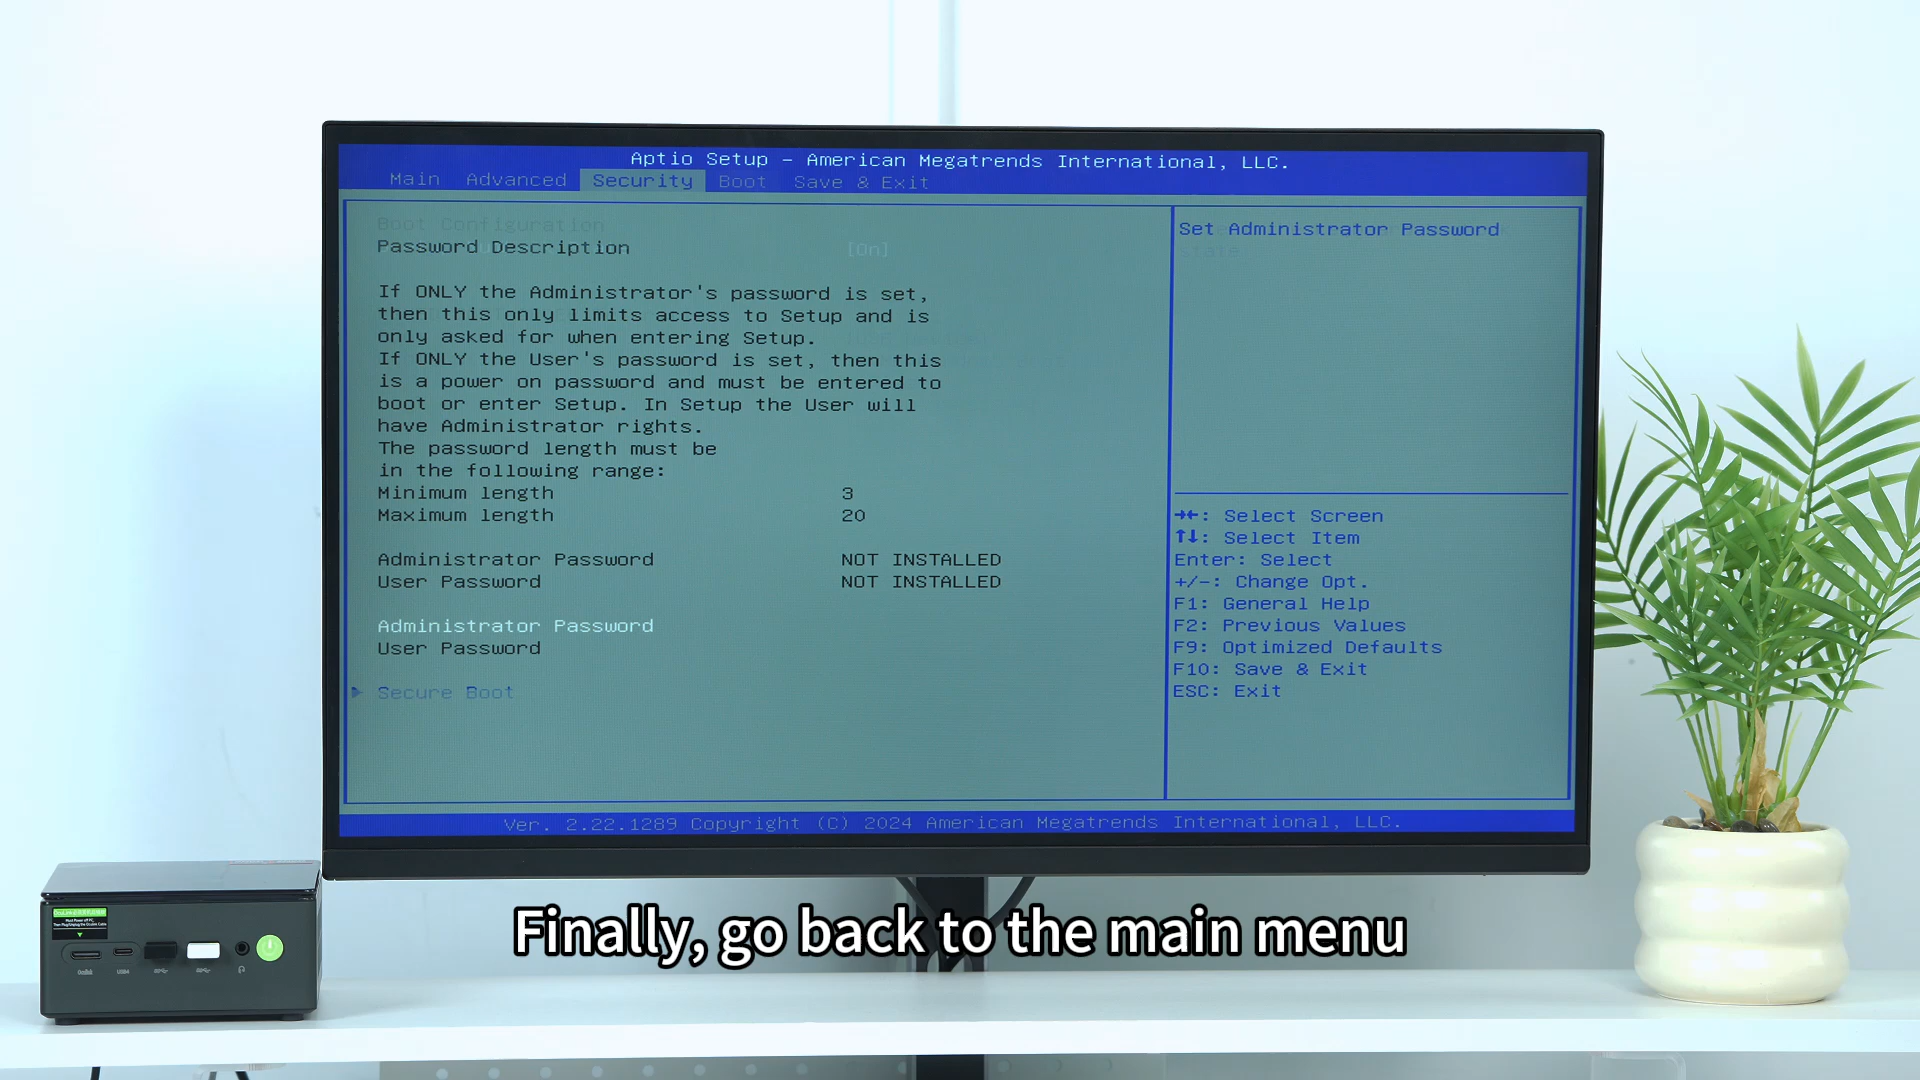 Aptio Setup – American Megatrends International, LLC.
Main Advanced Security Boot Save & Exit
Boot Configuration
Password Description [On]
If ONLY the Administrator's password is set,
then this only limits access to Setup and is
only asked for when entering Setup.
If ONLY the User's password is set, then this
is a power on password and must be entered to
boot or enter Setup. In Setup the User will
have Administrator rights.
The password length must be
in the following range:
Minimum length 3
Maximum length 20
Administrator Password NOT INSTALLED
User Password NOT INSTALLED
Administrator Password
User Password
Secure Boot
Set Administrator Password
state
→←: Select Screen
↑↓: Select Item
Enter: Select
+/-: Change Opt.
F1: General Help
F2: Previous Values
F9: Optimized Defaults
F10: Save & Exit
ESC: Exit
Ver. 2.22.1289 Copyright (C) 2024 American Megatrends International, LLC.
Oculink USB4
Finally, go back to the main menu